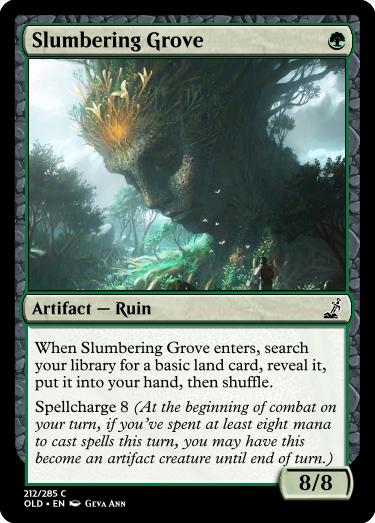 Slumbering Grove
Artifact — Ruin
When Slumbering Grove enters, search
your library for a basic land card, reveal it,
put it into your hand, then shuffle.
Spellcharge 8 (At the beginning of combat on
your turn, if you've spent at least eight mana
to cast spells this turn, you may have this
become an artifact creature until end of turn.)
8/8
212/285 C
OLD • EN Geva Ann